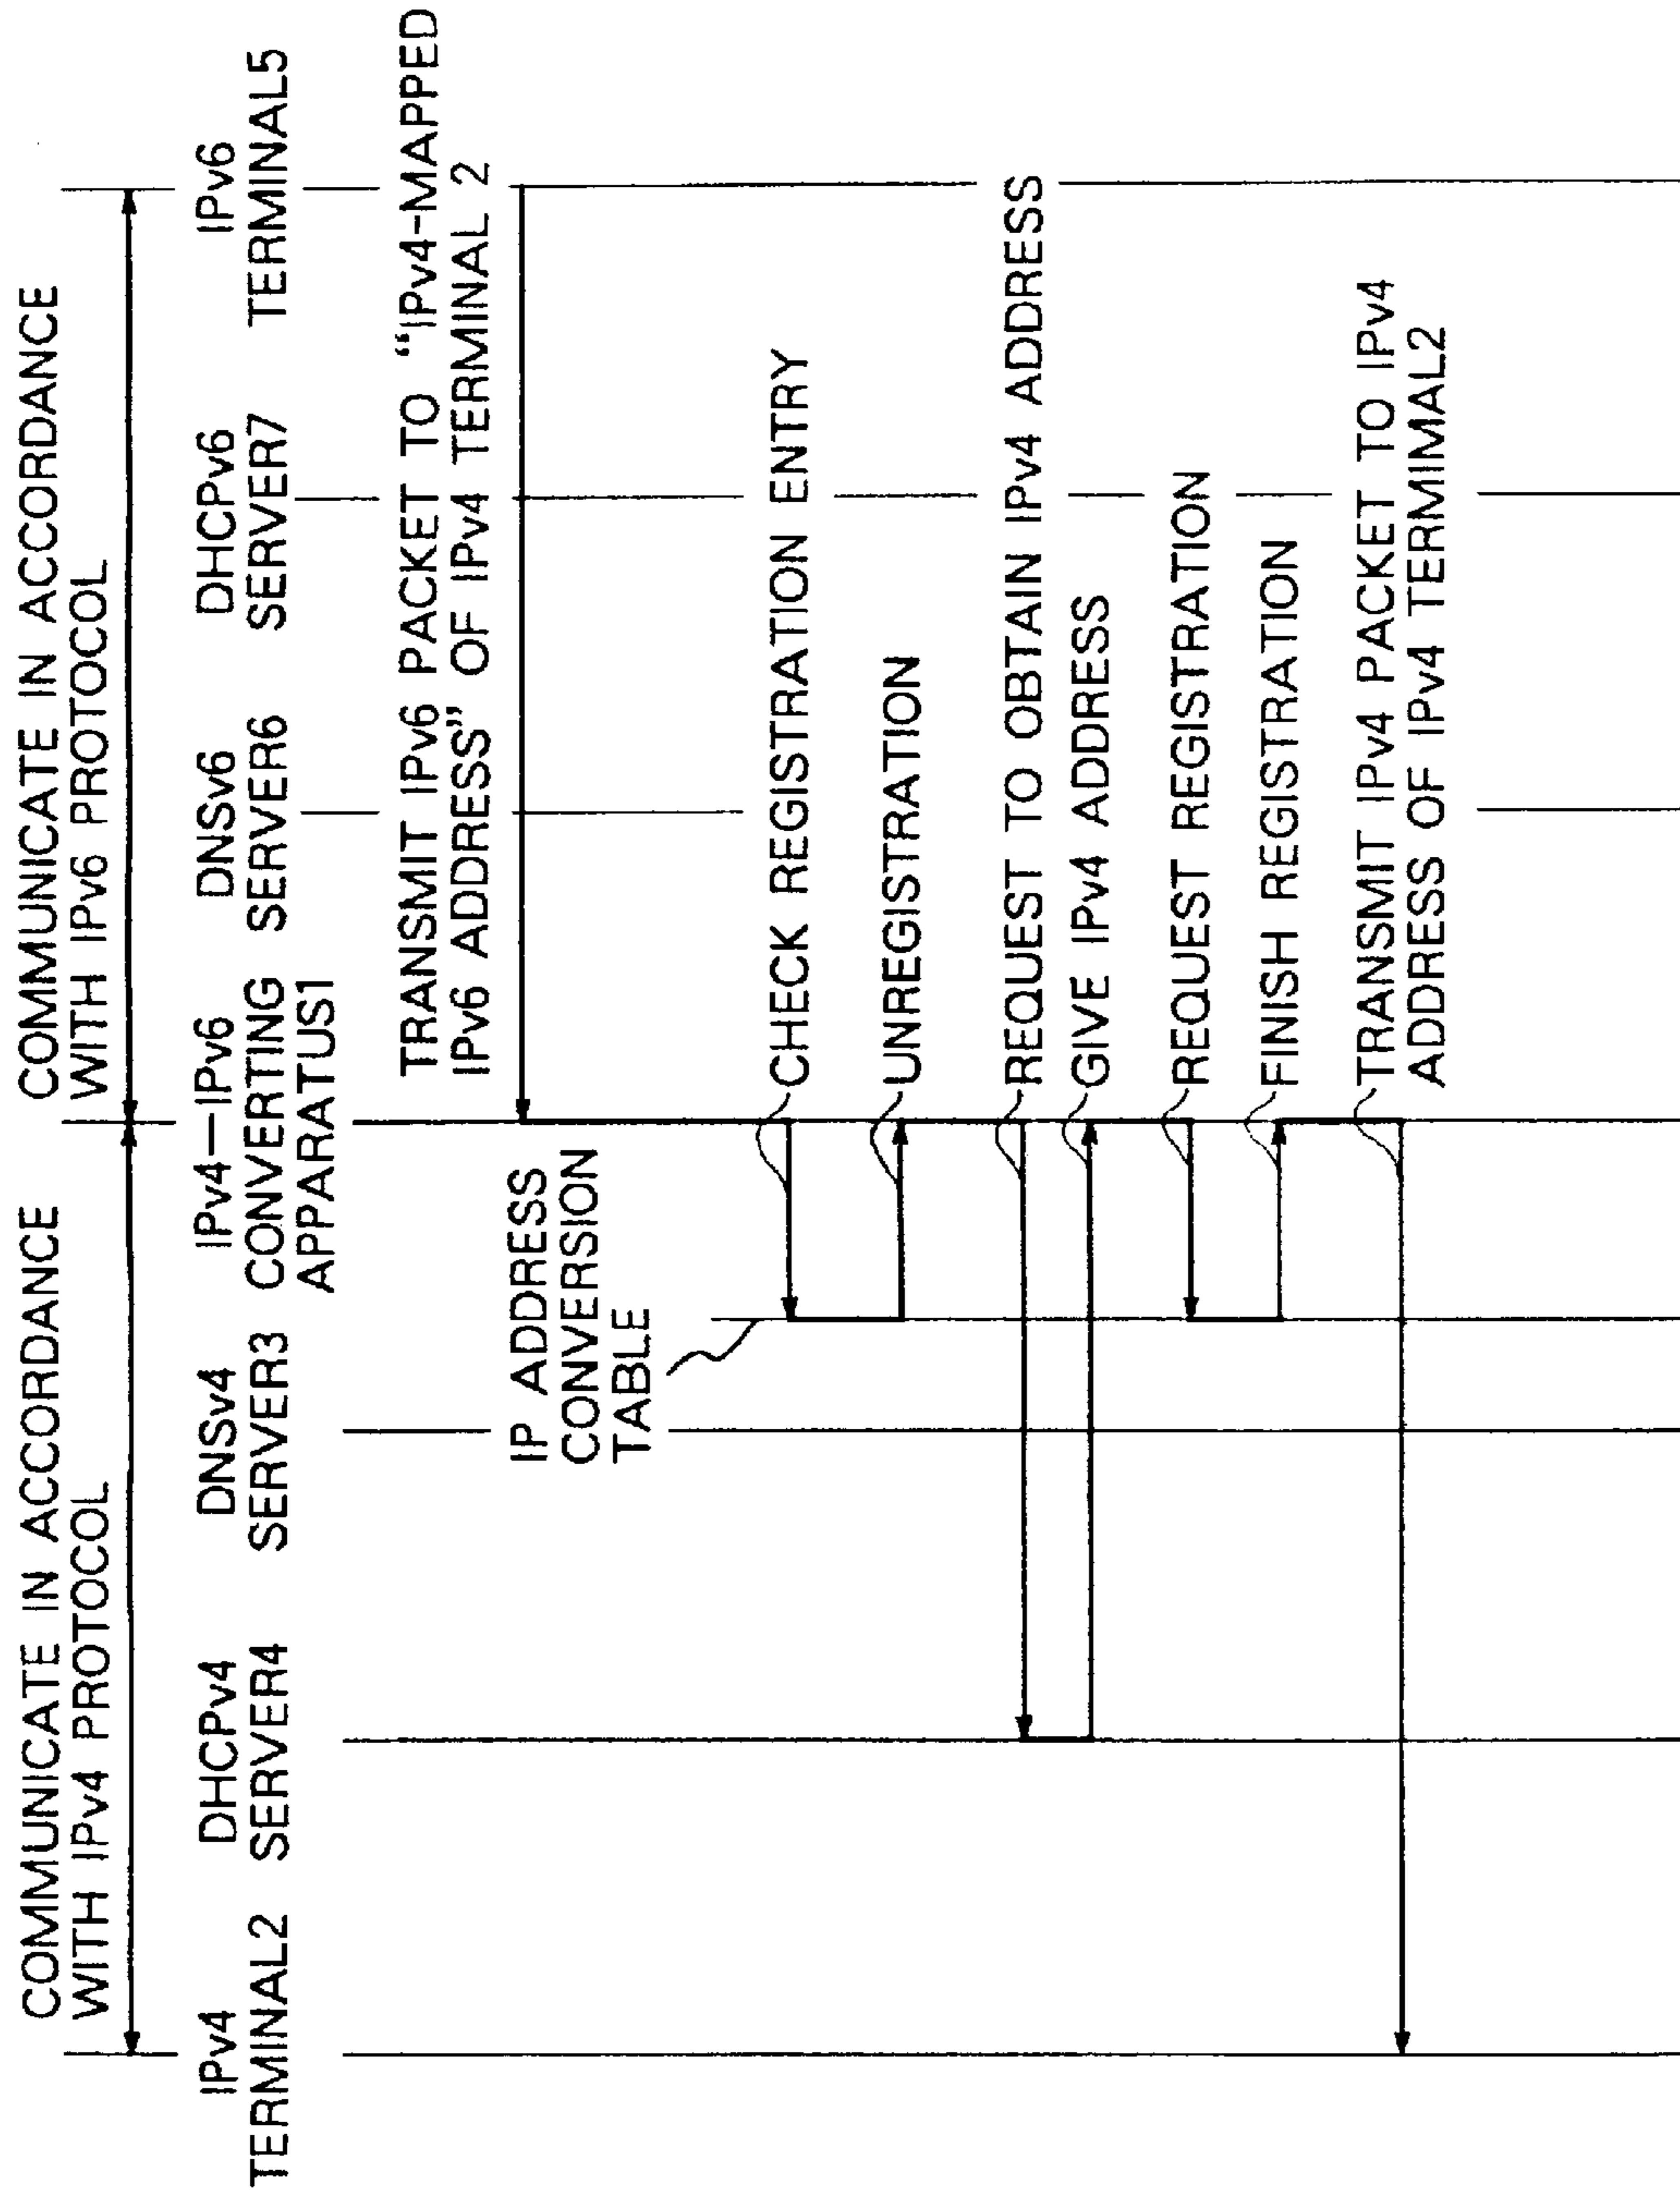 COMMUNICATE IN ACCORDANCE
WITH IPv4 PROTOCOL
COMMUNICATE IN ACCORDANCE
WITH IPv6 PROTOCOL
IPv4
TERMINAL2
DHCPv4
SERVER4
DNSv4
SERVER3
IPv4–IPv6
CONVERTING
APPARATUS1
DNSv6
SERVER6
DHCPv6
SERVER7
IPv6
TERMINAL5
TRANSMIT IPv6 PACKET TO "IPv4-MAPPED
IPv6 ADDRESS" OF IPv4 TERMINAL 2
IP ADDRESS
CONVERSION
TABLE
CHECK REGISTRATION ENTRY
UNREGISTRATION
REQUEST TO OBTAIN IPv4 ADDRESS
GIVE IPv4 ADDRESS
REQUEST REGISTRATION
FINISH REGISTRATION
TRANSMIT IPv4 PACKET TO IPv4
ADDRESS OF IPv4 TERMIMAL2